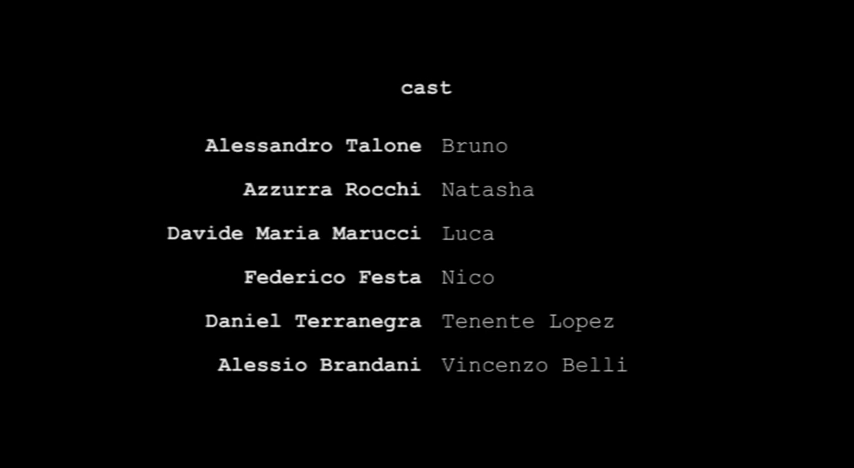 cast
Alessandro Talone Bruno
Azzurra Rocchi Natasha
Davide Maria Marucci Luca
Federico Festa Nico
Daniel Terranegra Tenente Lopez
Alessio Brandani Vincenzo Belli